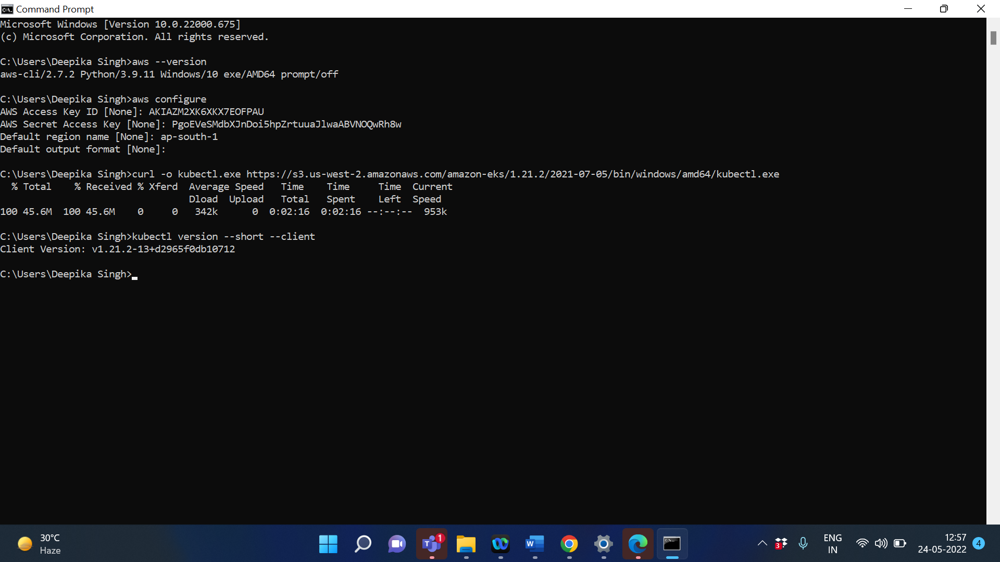 Command Prompt
Microsoft Windows [Version 10.0.22000.675]
(c) Microsoft Corporation. All rights reserved.
C:\Users\Deepika Singh>aws --version
aws-cli/2.7.2 Python/3.9.11 Windows/10 exe/AMD64 prompt/off
C:\Users\Deepika Singh>aws configure
AWS Access Key ID [None]: AKIAZM2XK6XKX7EOFPAU
AWS Secret Access Key [None]: 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
Default region name [None]: ap-south-1
Default output format [None]:
C:\Users\Deepika Singh>curl -o kubectl.exe https://s3.us-west-2.amazonaws.com/amazon-eks/1.21.2/2021-07-05/bin/windows/amd64/kubectl.exe
% Total % Received % Xferd Average Speed Time Time Time Current
Dload Upload Total Spent Left Speed
100 45.6M 100 45.6M 0 0 342k 0 0:02:16 0:02:16 --:--:-- 953k
C:\Users\Deepika Singh>kubectl version --short --client
Client Version: v1.21.2-13+d2965f0db10712
C:\Users\Deepika Singh>
30°C
Haze
1
3
ENG
IN
12:57
24-05-2022
4